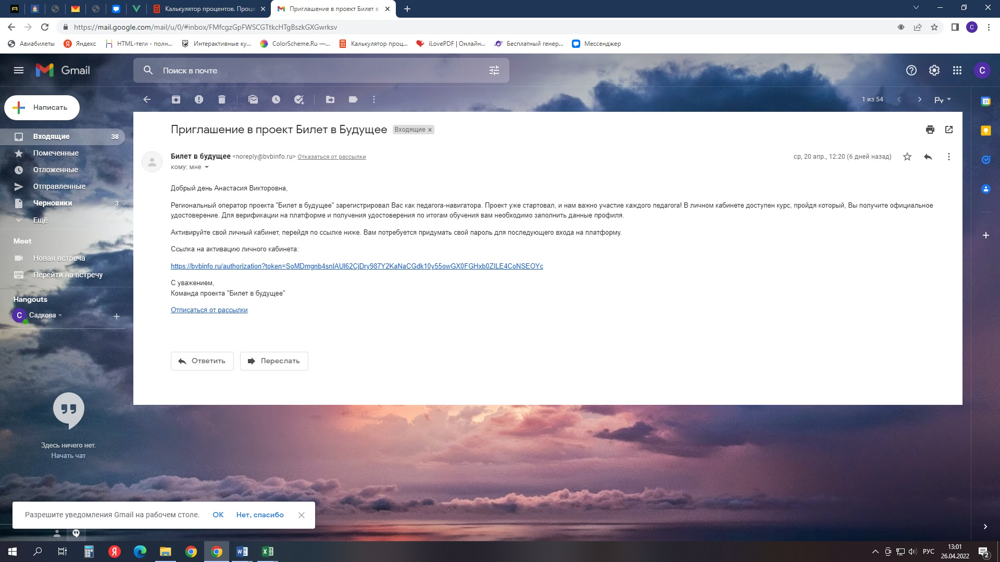 Калькулятор процентов. Проце
Приглашение в проект Билет в
https://mail.google.com/mail/u/0/#inbox/FMfcgzGpFWSCGTtkcHTgBszkGXGwrksv
С
Авиабилеты
Яндекс
HTML-теги - полн...
Интерактивные ку...
ColorScheme.Ru —...
Калькулятор проц...
iLovePDF | Онлайн...
Бесплатный генер...
Мессенджер
Gmail
Поиск в почте
С
Написать
1 из 54
Входящие 38
Помеченные
Отложенные
Отправленные
Черновики 3
Ещё
Meet
Новая встреча
Перейти на встречу
Hangouts
С Садкова
Здесь ничего нет.
Начать чат
Приглашение в проект Билет в Будущее Входящие x
Билет в будущее <noreply@bvbinfo.ru> Отказаться от рассылки
ср, 20 апр., 12:20 (6 дней назад)
кому: мне
Добрый день Анастасия Викторовна,
Региональный оператор проекта "Билет в будущее" зарегистрировал Вас как педагога-навигатора. Проект уже стартовал, и нам важно участие каждого педагога! В личном кабинете доступен курс, пройдя который, Вы получите официальное
удостоверение. Для верификации на платформе и получения удостоверения по итогам обучения вам необходимо заполнить данные профиля.
Активируйте свой личный кабинет, перейдя по ссылке ниже. Вам потребуется придумать свой пароль для последующего входа на платформу.
Ссылка на активацию личного кабинета:
https://bvbinfo.ru/authorization?token=SoMDmgnb4snIAUl62CjDry987Y2KaNaCGdk10y55owGX0FGHxb0ZILE4CoNSEOYc
С уважением,
Команда проекта "Билет в будущее"
Отписаться от рассылки
Ответить
Переслать
Разрешите уведомления Gmail на рабочем столе. ОК Нет, спасибо
РУС
13:01
26.04.2022
2